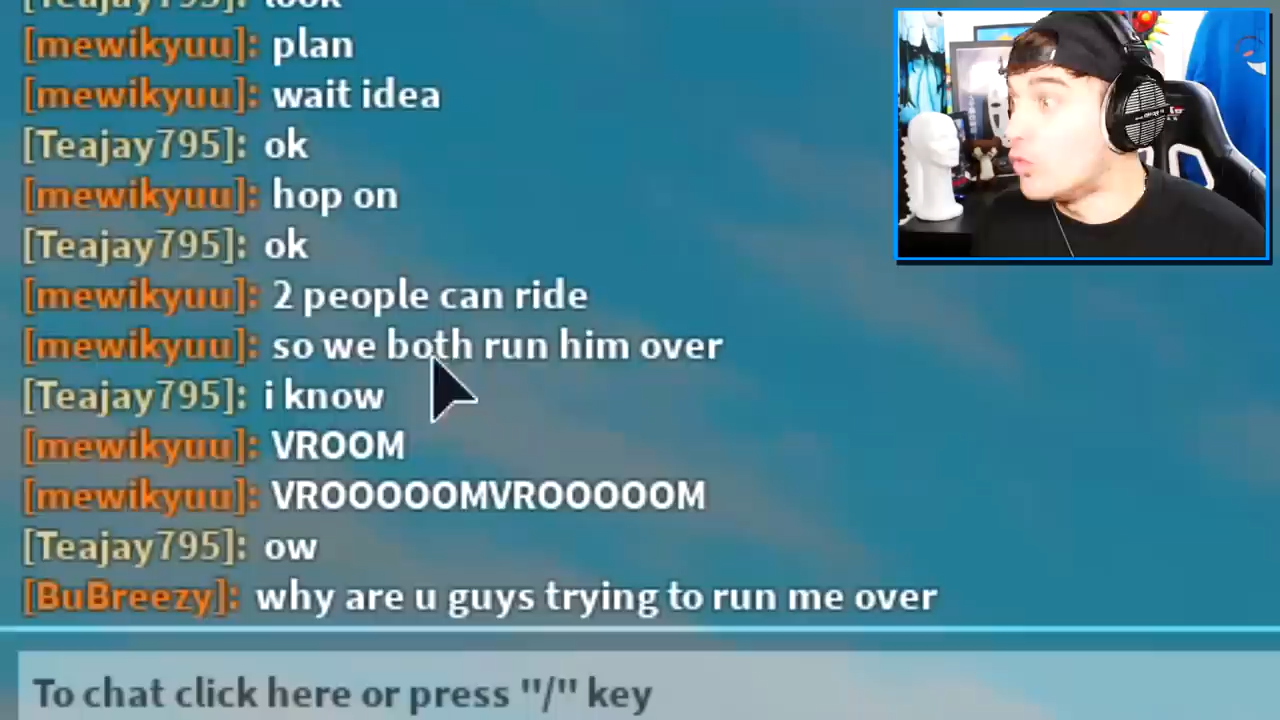 [Teajay795]: look
[mewikyuu]: plan
[mewikyuu]: wait idea
[Teajay795]: ok
[mewikyuu]: hop on
[Teajay795]: ok
[mewikyuu]: 2 people can ride
[mewikyuu]: so we both run him over
[Teajay795]: i know
[mewikyuu]: VROOM
[mewikyuu]: VROOOOOMVROOOOOM
[Teajay795]: ow
[BuBreezy]: why are u guys trying to run me over
To chat click here or press "/" key